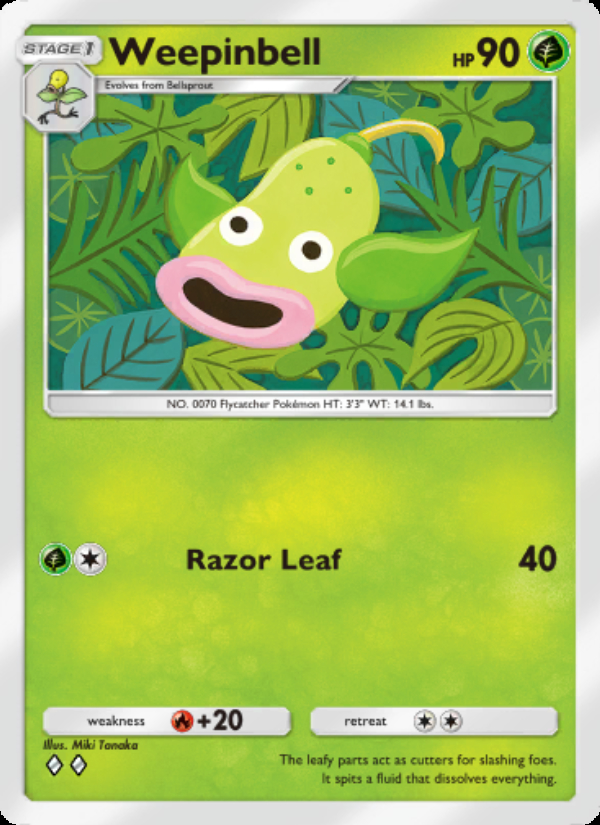 STAGE 1 Weepinbell HP 90
Evolves from Bellsprout
NO. 0070 Flycatcher Pokémon HT: 3'3" WT: 14.1 lbs.
Razor Leaf 40
weakness +20 retreat
Illus. Miki Tanaka
The leafy parts act as cutters for slashing foes.
It spits a fluid that dissolves everything.